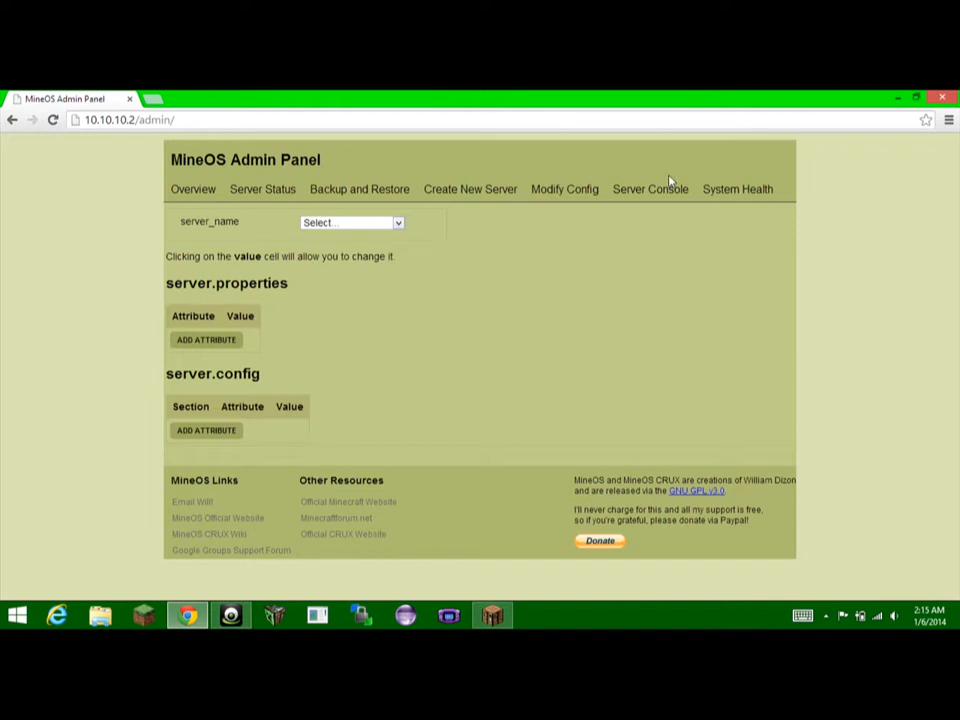 MineOS Admin Panel
10.10.10.2/admin/
MineOS Admin Panel
Overview Server Status Backup and Restore Create New Server Modify Config Server Console System Health
server_name Select...
Clicking on the value cell will allow you to change it.
server.properties
Attribute Value
ADD ATTRIBUTE
server.config
Section Attribute Value
ADD ATTRIBUTE
MineOS Links
Email Will!
MineOS Official Website
MineOS CRUX Wiki
Google Groups Support Forum
Other Resources
Official Minecraft Website
Minecraftforum.net
Official CRUX Website
MineOS and MineOS CRUX are creations of William Dizon
and are released via the GNU GPL v3.0.
I'll never charge for this and all my support is free,
so if you're grateful, please donate via Paypal!
Donate
2:15 AM
1/6/2014